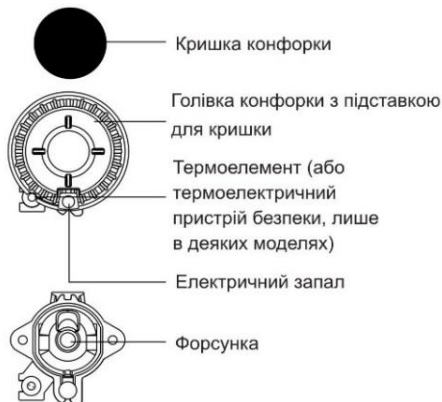 Кришка конфорки
Голівка конфорки з підставкою
для кришки
Термоелемент (або
термоелектричний
пристрій безпеки, лише
в деяких моделях)
Електричний запал
Форсунка